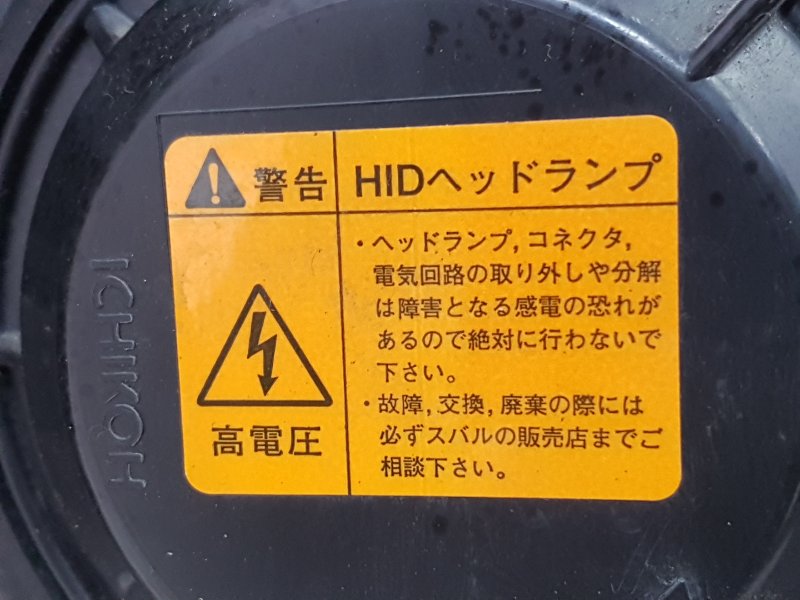 警告
HIDヘッドランプ
・ヘッドランプ,コネクタ,
電気回路の取り外しや分解
は障害となる感電の恐れが
あるので絶対に行わないで
下さい。
・故障,交換,廃棄の際には
必ずスバルの販売店までご
相談下さい。
高電圧
ICHIKOH